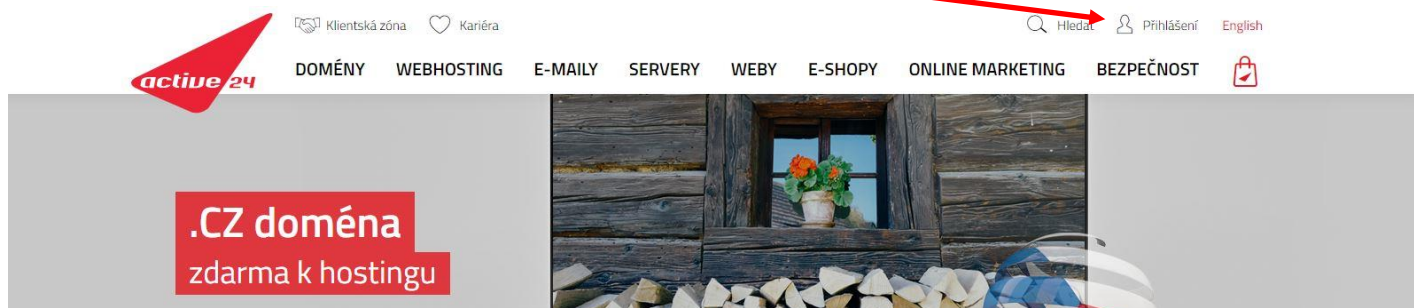 Klientská zóna Kariéra Hledat Přihlášení English
active 24
DOMÉNY WEBHOSTING E-MAILY SERVERY WEBY E-SHOPY ONLINE MARKETING BEZPEČNOST
.CZ doména
zdarma k hostingu